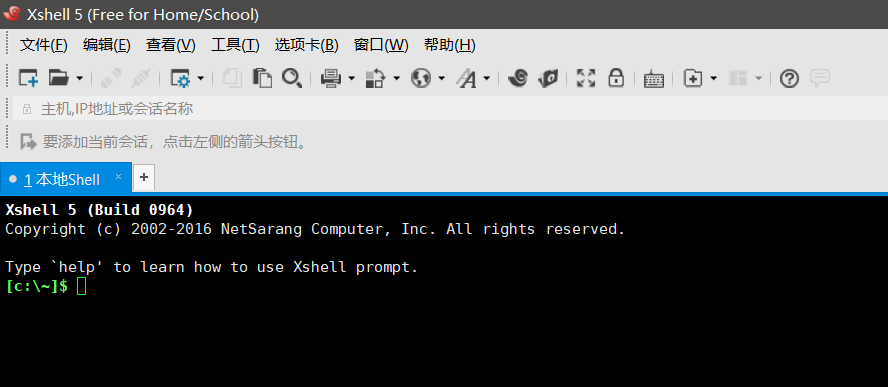 Xshell 5 (Free for Home/School)
文件(F) 编辑(E) 查看(V) 工具(T) 选项卡(B) 窗口(W) 帮助(H)
主机,IP地址或会话名称
要添加当前会话，点击左侧的箭头按钮。
1 本地Shell × +
Xshell 5 (Build 0964)
Copyright (c) 2002-2016 NetSarang Computer, Inc. All rights reserved.
Type `help' to learn how to use Xshell prompt.
[c:\~]$